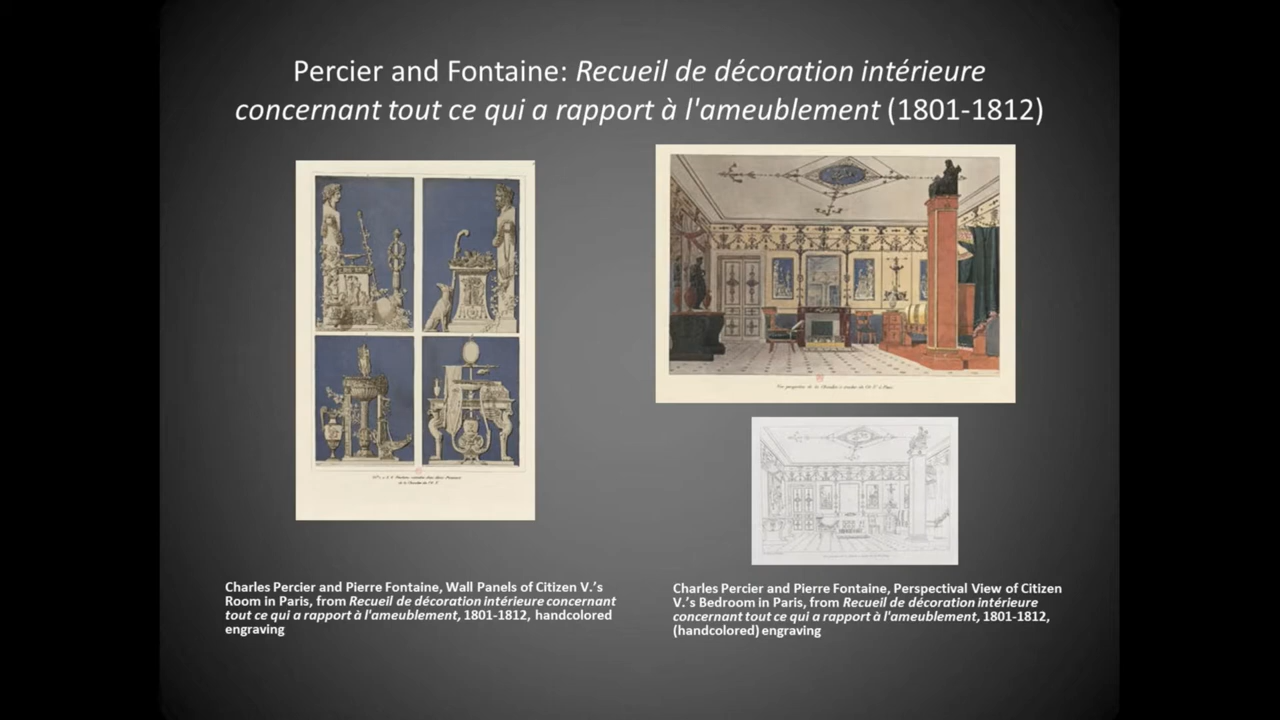 Percier and Fontaine: Recueil de décoration intérieure
concernant tout ce qui a rapport à l'ameublement (1801-1812)
Charles Percier and Pierre Fontaine, Wall Panels of Citizen V.'s
Room in Paris, from Recueil de décoration intérieure concernant
tout ce qui a rapport à l'ameublement, 1801-1812, handcolored
engraving
Charles Percier and Pierre Fontaine, Perspectival View of Citizen
V.'s Bedroom in Paris, from Recueil de décoration intérieure
concernant tout ce qui a rapport à l'ameublement, 1801-1812,
(handcolored) engraving